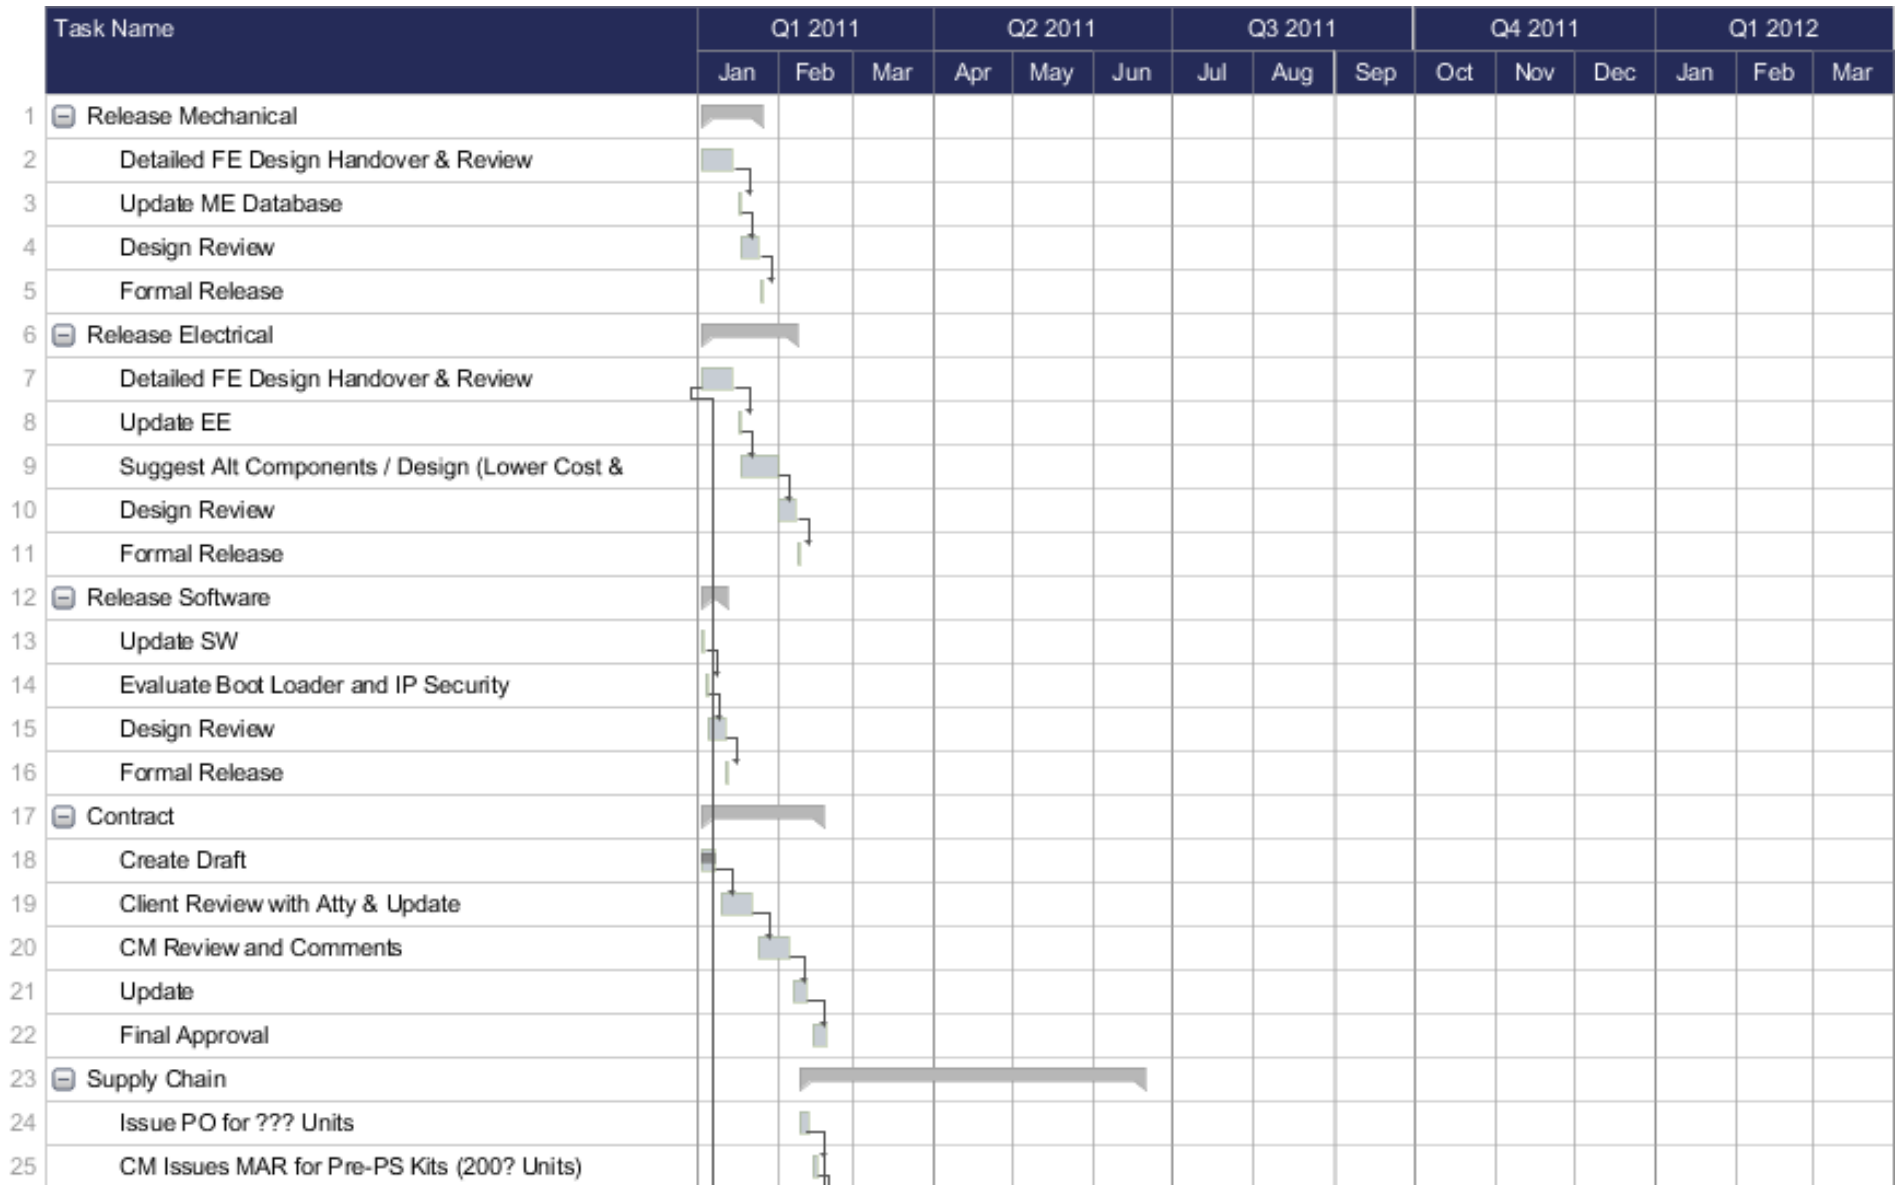 Task Name Q1 2011 Q2 2011 Q3 2011 Q4 2011 Q1 2012
Jan Feb Mar Apr May Jun Jul Aug Sep Oct Nov Dec Jan Feb Mar
1 Release Mechanical
2 Detailed FE Design Handover & Review
3 Update ME Database
4 Design Review
5 Formal Release
6 Release Electrical
7 Detailed FE Design Handover & Review
8 Update EE
9 Suggest Alt Components / Design (Lower Cost &
10 Design Review
11 Formal Release
12 Release Software
13 Update SW
14 Evaluate Boot Loader and IP Security
15 Design Review
16 Formal Release
17 Contract
18 Create Draft
19 Client Review with Atty & Update
20 CM Review and Comments
21 Update
22 Final Approval
23 Supply Chain
24 Issue PO for ??? Units
25 CM Issues MAR for Pre-PS Kits (200? Units)